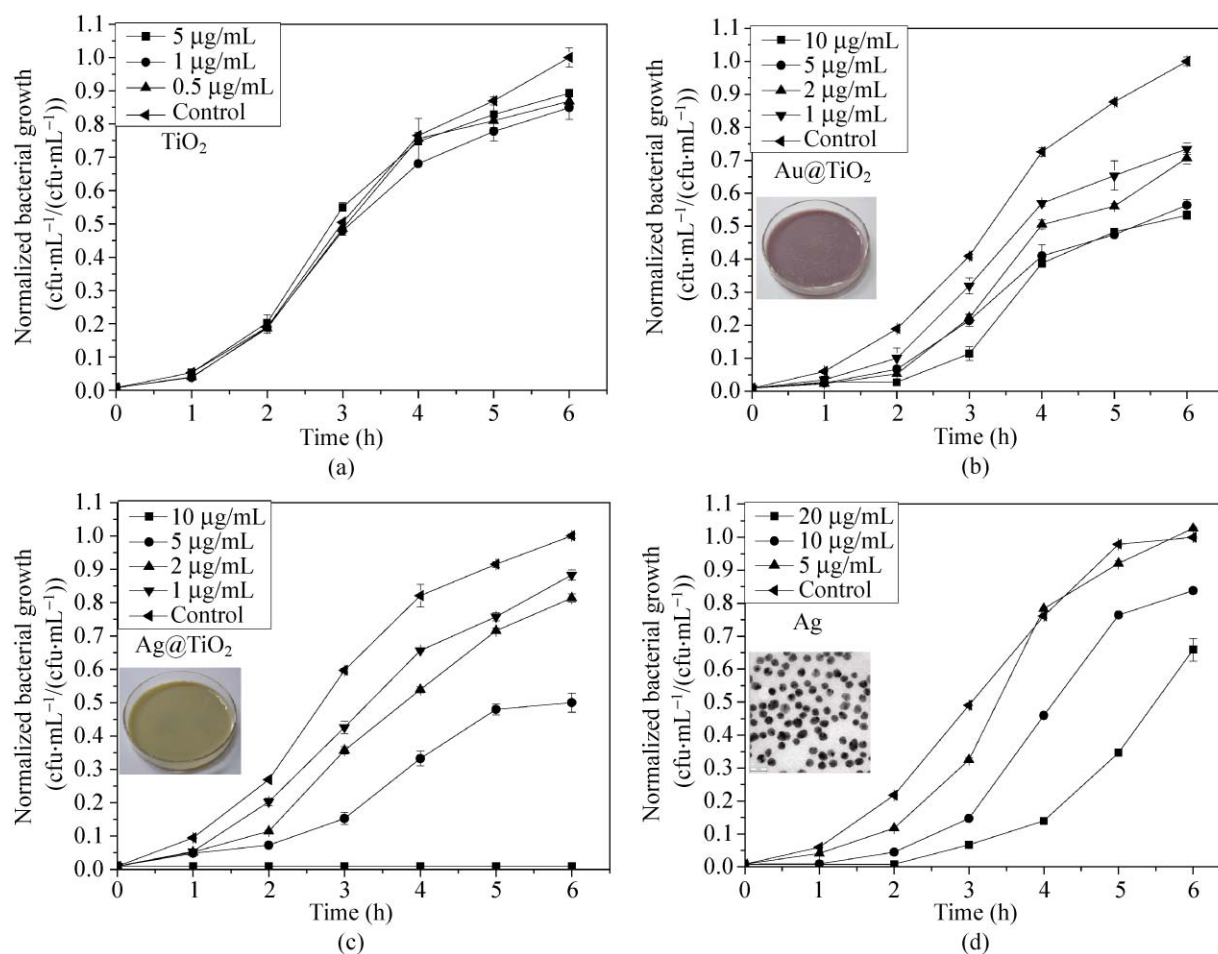 1.1
1.0
0.9
0.8
0.7
0.6
0.5
0.4
0.3
0.2
0.1
0.0
Normalized bacterial growth
(cfu·mL⁻¹/(cfu·mL⁻¹))
5 μg/mL
1 μg/mL
0.5 μg/mL
Control
TiO₂
0 1 2 3 4 5 6
Time (h)
(a)
1.1
1.0
0.9
0.8
0.7
0.6
0.5
0.4
0.3
0.2
0.1
0.0
Normalized bacterial growth
(cfu·mL⁻¹/(cfu·mL⁻¹))
10 μg/mL
5 μg/mL
2 μg/mL
1 μg/mL
Control
Au@TiO₂
0 1 2 3 4 5 6
Time (h)
(b)
1.1
1.0
0.9
0.8
0.7
0.6
0.5
0.4
0.3
0.2
0.1
0.0
Normalized bacterial growth
(cfu·mL⁻¹/(cfu·mL⁻¹))
10 μg/mL
5 μg/mL
2 μg/mL
1 μg/mL
Control
Ag@TiO₂
0 1 2 3 4 5 6
Time (h)
(c)
1.1
1.0
0.9
0.8
0.7
0.6
0.5
0.4
0.3
0.2
0.1
0.0
Normalized bacterial growth
(cfu·mL⁻¹/(cfu·mL⁻¹))
20 μg/mL
10 μg/mL
5 μg/mL
Control
Ag
0 1 2 3 4 5 6
Time (h)
(d)